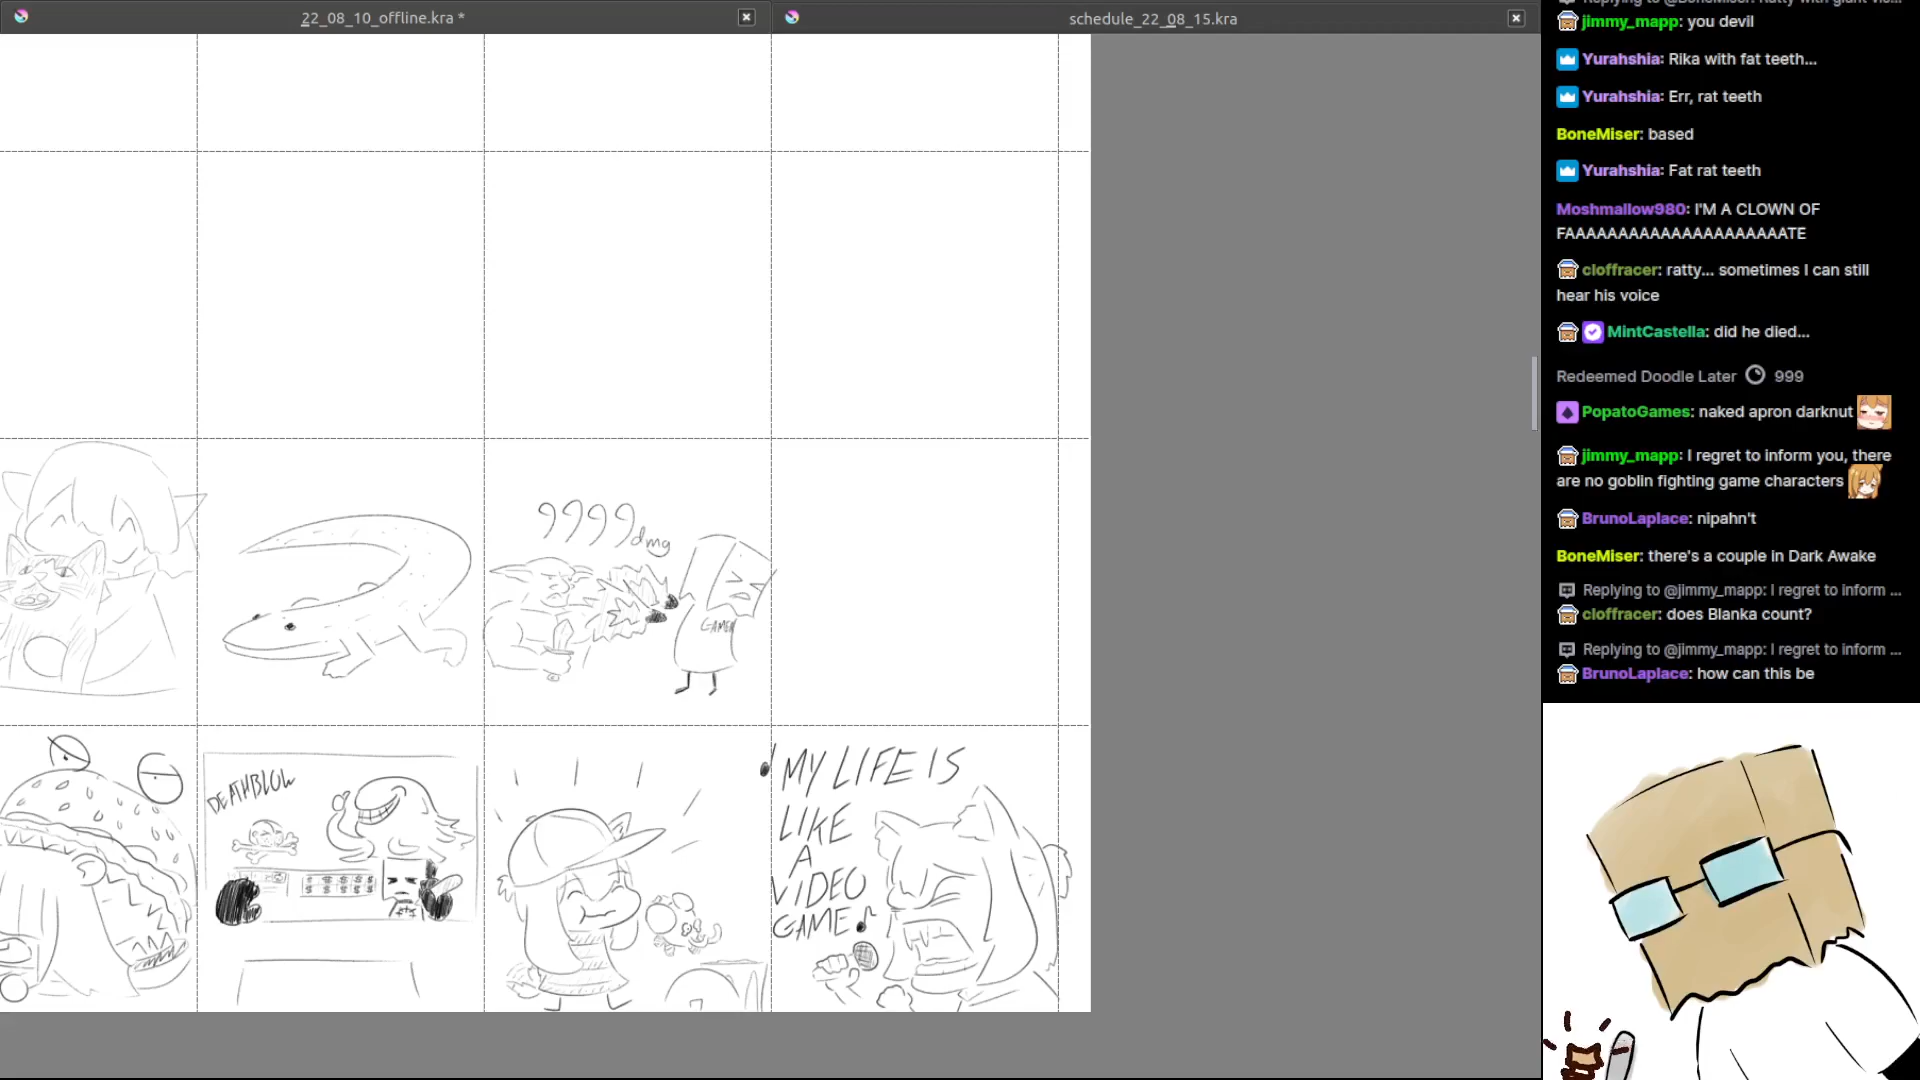 22_08_10_offline.kra *
schedule_22_08_15.kra
jimmy_mapp: you devil
Yurahshia: Rika with fat teeth...
Yurahshia: Err, rat teeth
BoneMiser: based
Yurahshia: Fat rat teeth
Moshmallow980: I'M A CLOWN OF
FAAAAAAAAAAAAAAAAAAAAATE
cloffracer: ratty... sometimes I can still
hear his voice
MintCastella: did he died...
Redeemed Doodle Later 999
PopatoGames: naked apron darknut
jimmy_mapp: I regret to inform you, there
are no goblin fighting game characters
BrunoLaplace: nipahn't
BoneMiser: there's a couple in Dark Awake
Replying to @jimmy_mapp: I regret to inform ...
cloffracer: does Blanka count?
Replying to @jimmy_mapp: I regret to inform ...
BrunoLaplace: how can this be
9999dmg
GAMER
DEATHBLOW
MY LIFE IS
LIKE
A
VIDEO
GAME